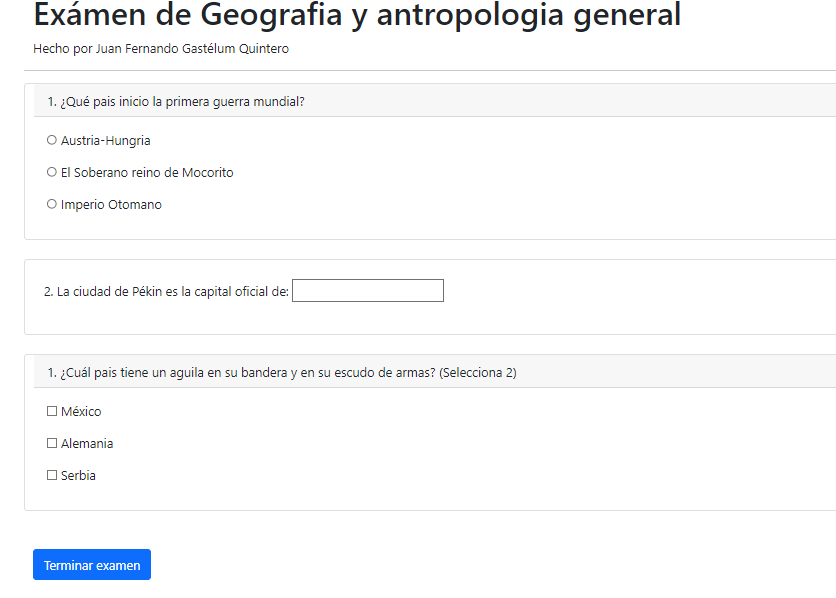 Exámen de Geografia y antropologia general
Hecho por Juan Fernando Gastélum Quintero
1. ¿Qué pais inicio la primera guerra mundial?
Austria-Hungria
El Soberano reino de Mocorito
Imperio Otomano
2. La ciudad de Pékin es la capital oficial de:
1. ¿Cuál pais tiene un aguila en su bandera y en su escudo de armas? (Selecciona 2)
México
Alemania
Serbia
Terminar examen